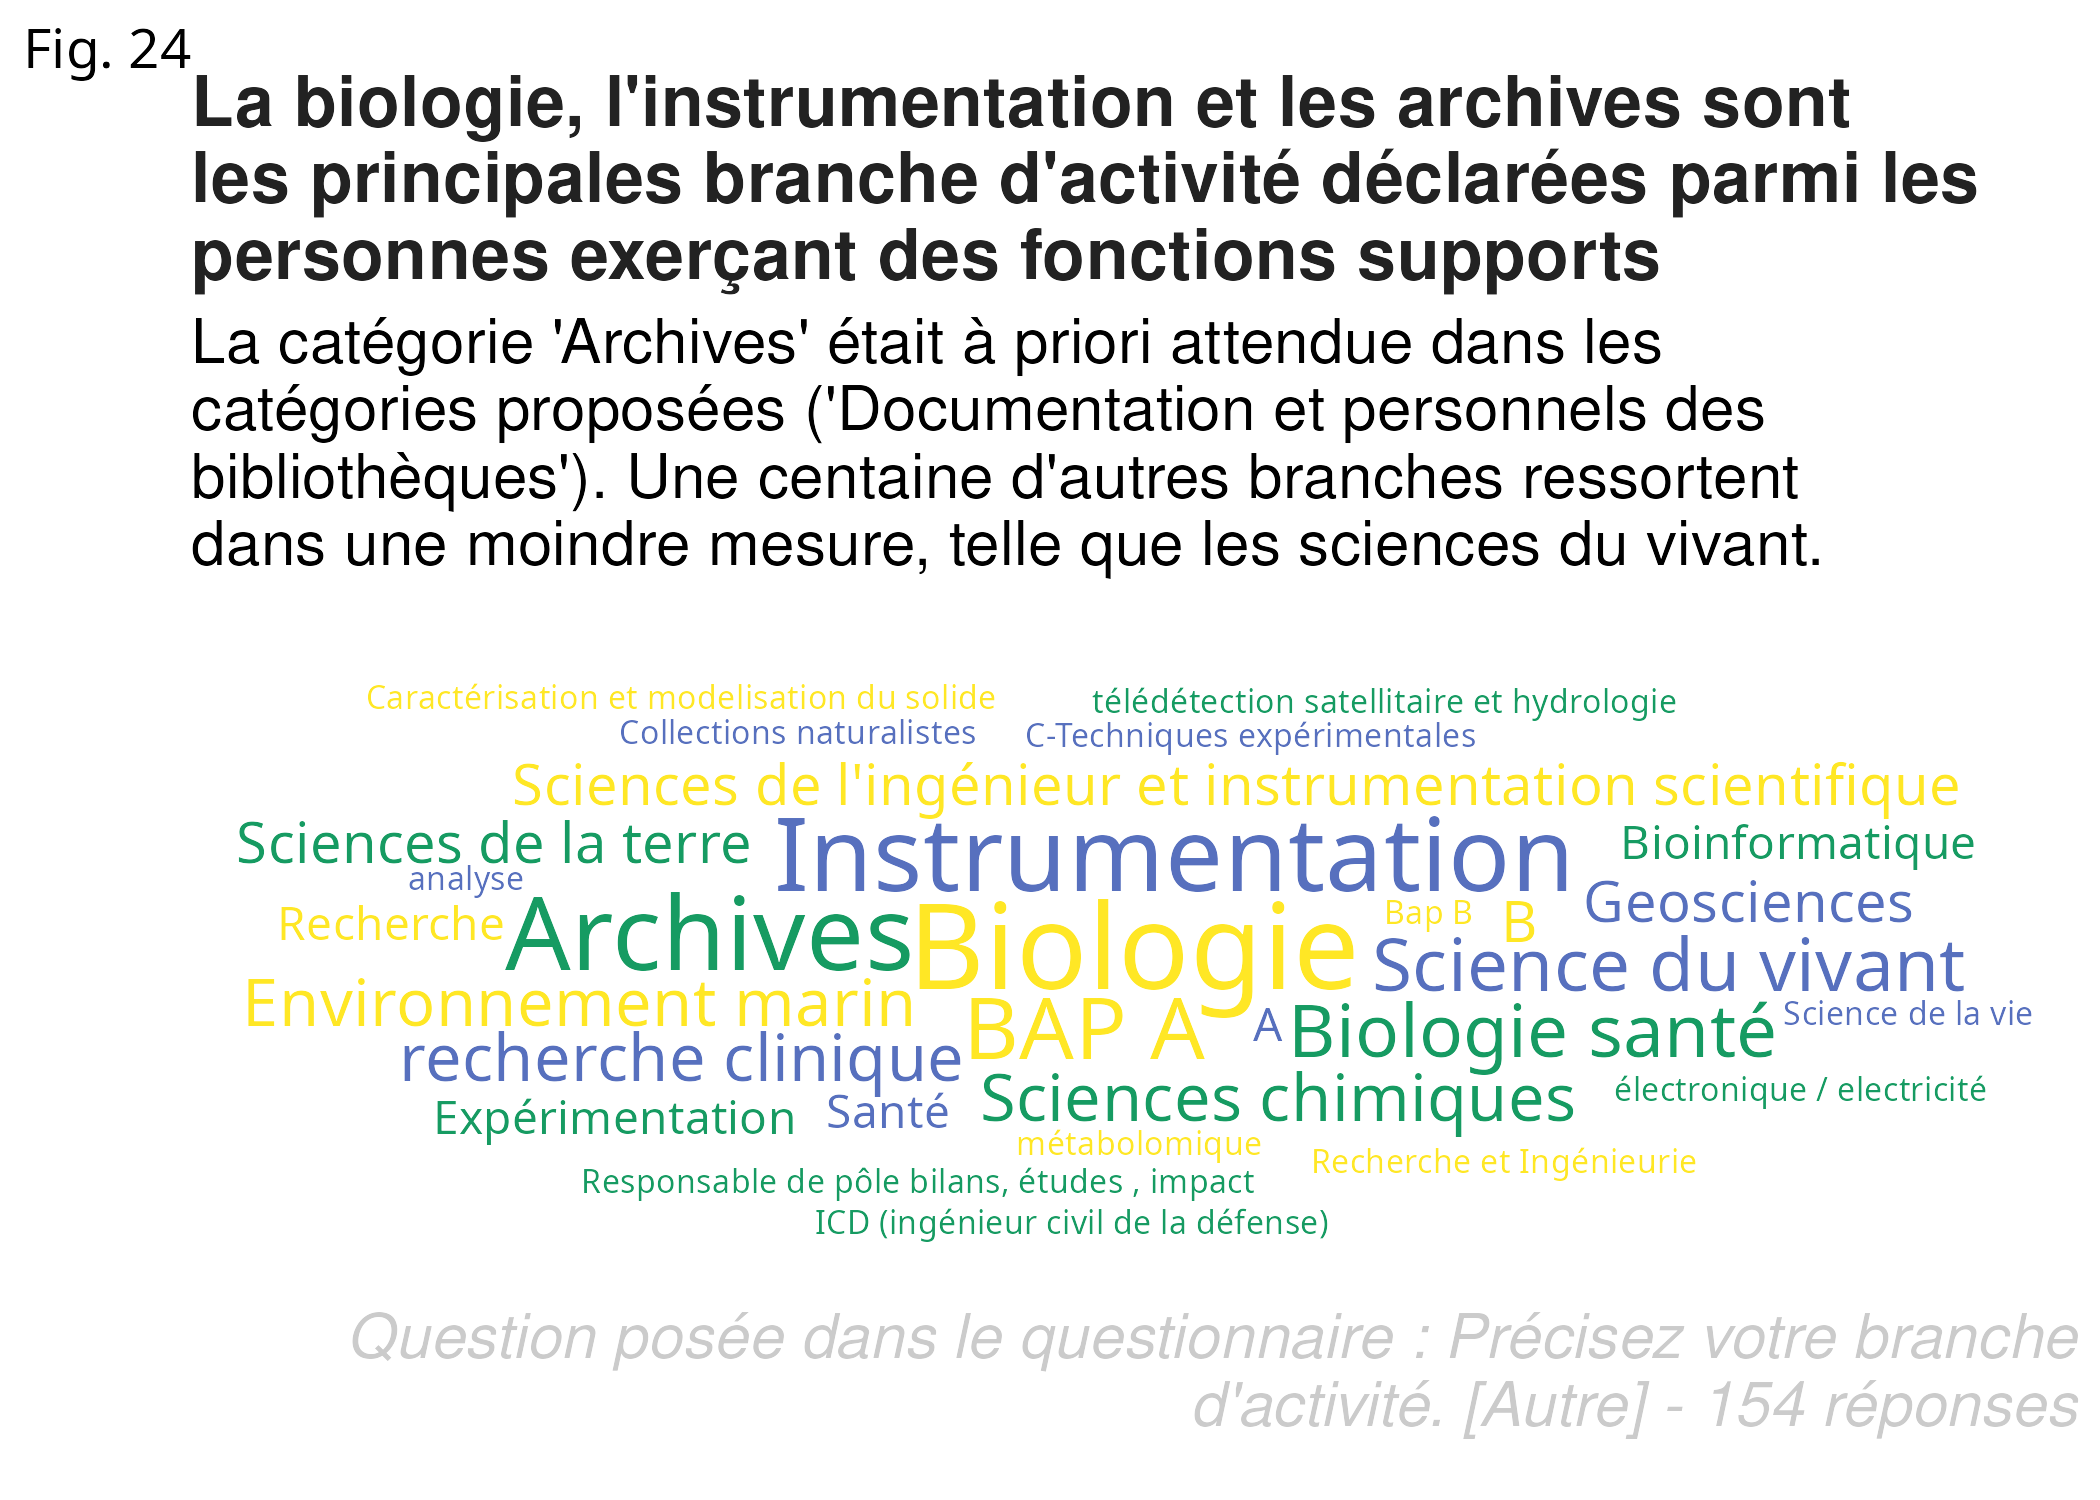 Fig. 24
La biologie, l'instrumentation et les archives sont
les principales branche d'activité déclarées parmi les
personnes exerçant des fonctions supports
La catégorie 'Archives' était à priori attendue dans les
catégories proposées ('Documentation et personnels des
bibliothèques'). Une centaine d'autres branches ressortent
dans une moindre mesure, telle que les sciences du vivant.
Caractérisation et modelisation du solide
télédétection satellitaire et hydrologie
Collections naturalistes
C-Techniques expérimentales
Sciences de l'ingénieur et instrumentation scientifique
Sciences de la terre
Instrumentation
Bioinformatique
analyse
Geosciences
Recherche
Archives
Biologie
Bap B
B
Science du vivant
Environnement marin
BAP A
A
Biologie santé
Science de la vie
recherche clinique
Sciences chimiques
électronique / electricité
Expérimentation
Santé
métabolomique
Recherche et Ingénieurie
Responsable de pôle bilans, études , impact
ICD (ingénieur civil de la défense)
Question posée dans le questionnaire : Précisez votre branche
d'activité. [Autre] - 154 réponses